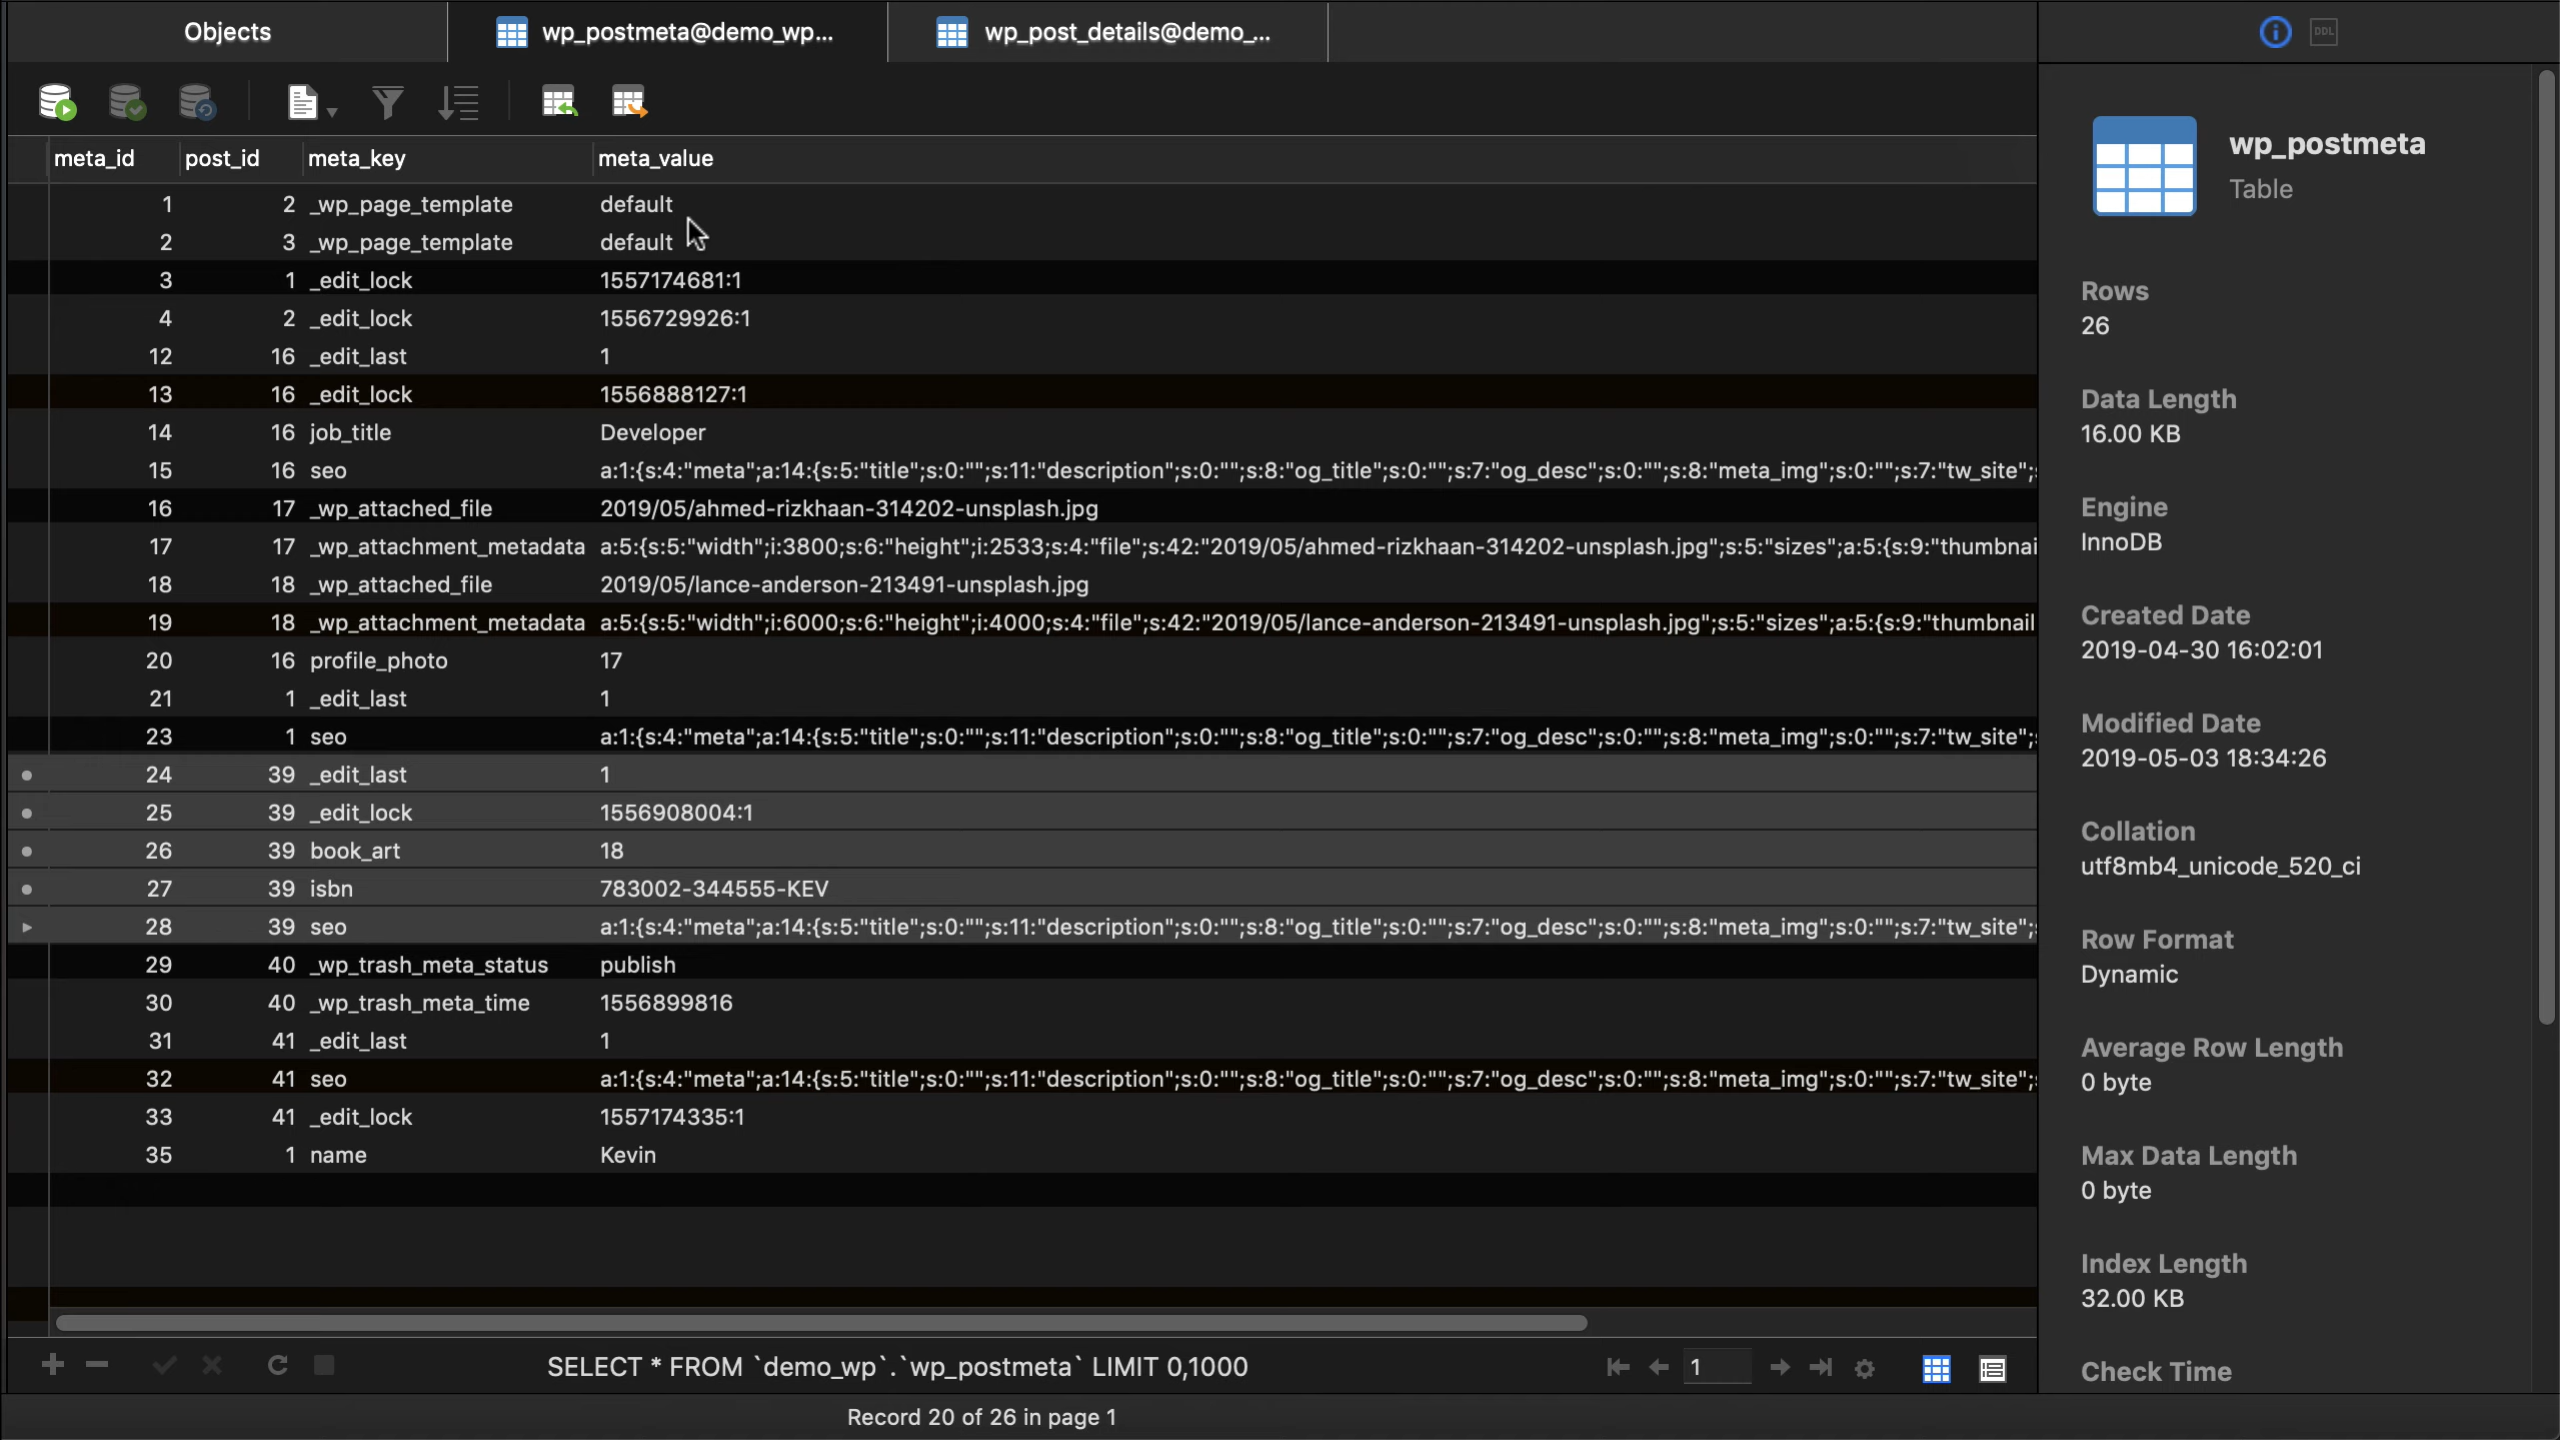 Objects
wp_postmeta@demo_wp...
wp_post_details@demo_...
DDL
meta_id post_id meta_key meta_value
1 2 _wp_page_template default
2 3 _wp_page_template default
3 1 _edit_lock 1557174681:1
4 2 _edit_lock 1556729926:1
12 16 _edit_last 1
13 16 _edit_lock 1556888127:1
14 16 job_title Developer
15 16 seo a:1:{s:4:"meta";a:14:{s:5:"title";s:0:"";s:11:"description";s:0:"";s:8:"og_title";s:0:"";s:7:"og_desc";s:0:"";s:8:"meta_img";s:0:"";s:7:"tw_site";
16 17 _wp_attached_file 2019/05/ahmed-rizkhaan-314202-unsplash.jpg
17 17 _wp_attachment_metadata a:5:{s:5:"width";i:3800;s:6:"height";i:2533;s:4:"file";s:42:"2019/05/ahmed-rizkhaan-314202-unsplash.jpg";s:5:"sizes";a:5:{s:9:"thumbnai
18 18 _wp_attached_file 2019/05/lance-anderson-213491-unsplash.jpg
19 18 _wp_attachment_metadata a:5:{s:5:"width";i:6000;s:6:"height";i:4000;s:4:"file";s:42:"2019/05/lance-anderson-213491-unsplash.jpg";s:5:"sizes";a:5:{s:9:"thumbnail
20 16 profile_photo 17
21 1 _edit_last 1
23 1 seo a:1:{s:4:"meta";a:14:{s:5:"title";s:0:"";s:11:"description";s:0:"";s:8:"og_title";s:0:"";s:7:"og_desc";s:0:"";s:8:"meta_img";s:0:"";s:7:"tw_site";
24 39 _edit_last 1
25 39 _edit_lock 1556908004:1
26 39 book_art 18
27 39 isbn 783002-344555-KEV
28 39 seo a:1:{s:4:"meta";a:14:{s:5:"title";s:0:"";s:11:"description";s:0:"";s:8:"og_title";s:0:"";s:7:"og_desc";s:0:"";s:8:"meta_img";s:0:"";s:7:"tw_site";
29 40 _wp_trash_meta_status publish
30 40 _wp_trash_meta_time 1556899816
31 41 _edit_last 1
32 41 seo a:1:{s:4:"meta";a:14:{s:5:"title";s:0:"";s:11:"description";s:0:"";s:8:"og_title";s:0:"";s:7:"og_desc";s:0:"";s:8:"meta_img";s:0:"";s:7:"tw_site";
33 41 _edit_lock 1557174335:1
35 1 name Kevin
SELECT * FROM `demo_wp`.`wp_postmeta` LIMIT 0,1000
1
Record 20 of 26 in page 1
wp_postmeta
Table
Rows
26
Data Length
16.00 KB
Engine
InnoDB
Created Date
2019-04-30 16:02:01
Modified Date
2019-05-03 18:34:26
Collation
utf8mb4_unicode_520_ci
Row Format
Dynamic
Average Row Length
0 byte
Max Data Length
0 byte
Index Length
32.00 KB
Check Time